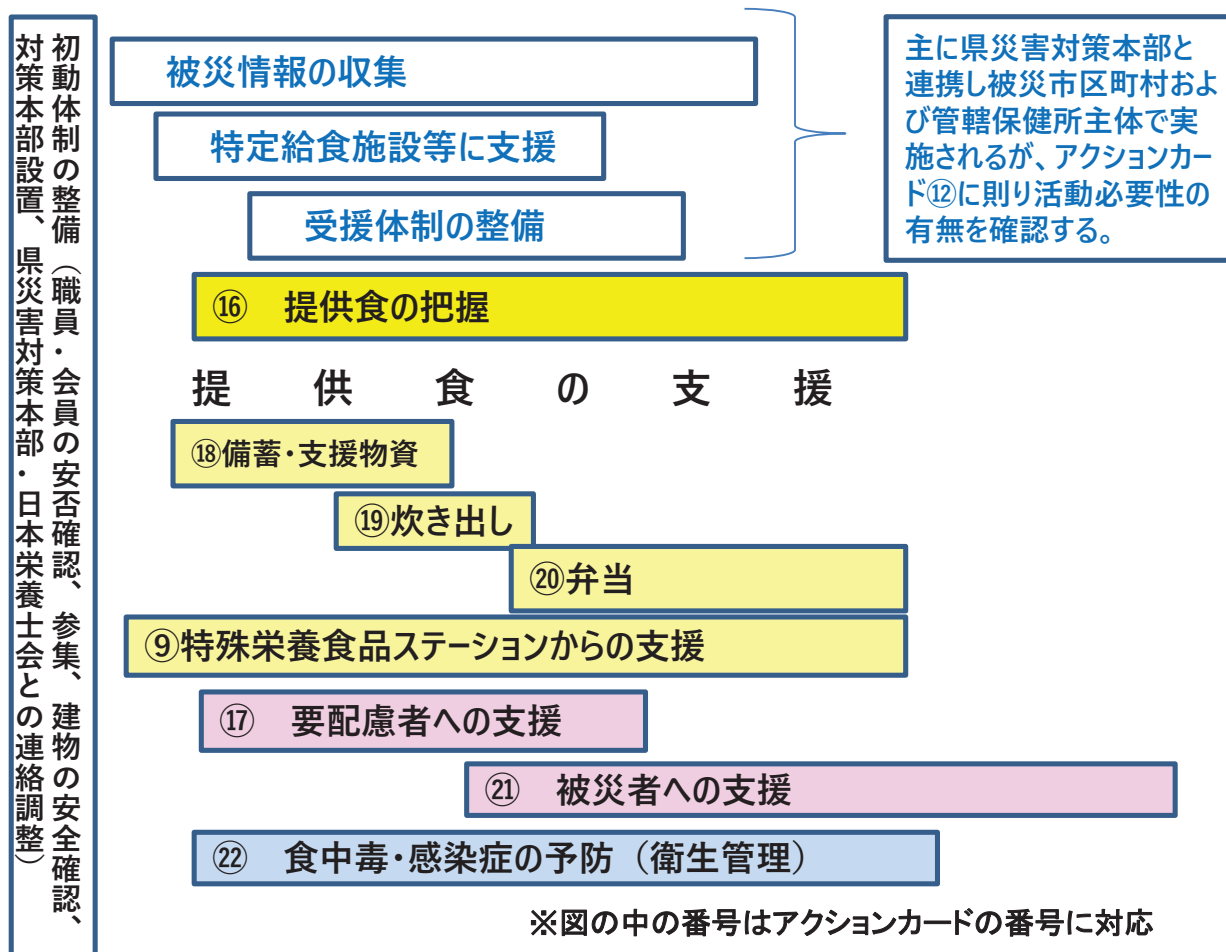 初動体制の整備（職員・会員の安否確認、参集、建物の安全確認、
対策本部設置、県災害対策本部・日本栄養士会との連絡調整）
被災情報の収集
特定給食施設等に支援
受援体制の整備
主に県災害対策本部と
連携し被災市区町村およ
び管轄保健所主体で実
施されるが、アクションカー
ド⑫に則り活動必要性の
有無を確認する。
⑯ 提供食の把握
提供食の支援
⑱備蓄・支援物資
⑲炊き出し
⑳弁当
⑨特殊栄養食品ステーションからの支援
⑰ 要配慮者への支援
㉑ 被災者への支援
㉒ 食中毒・感染症の予防（衛生管理）
※図の中の番号はアクションカードの番号に対応